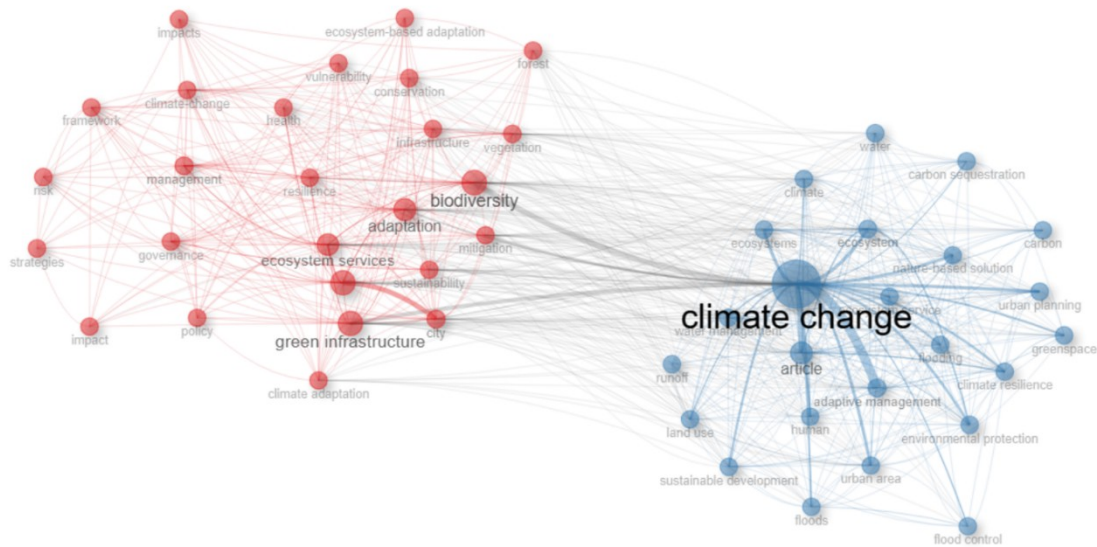 impacts
ecosystem-based adaptation
forest
vulnerability
conservation
climate-change
framework
health
infrastructure
vegetation
management
resilience
risk
biodiversity
adaptation
mitigation
strategies
governance
ecosystem services
sustainability
impact
policy
city
green infrastructure
climate adaptation
water
carbon sequestration
climate
ecosystems
ecosystem
carbon
nature-based solution
urban planning
climate change
water management
greenspace
flooding
article
runoff
climate resilience
adaptive management
land use
human
environmental protection
sustainable development
urban area
floods
flood control